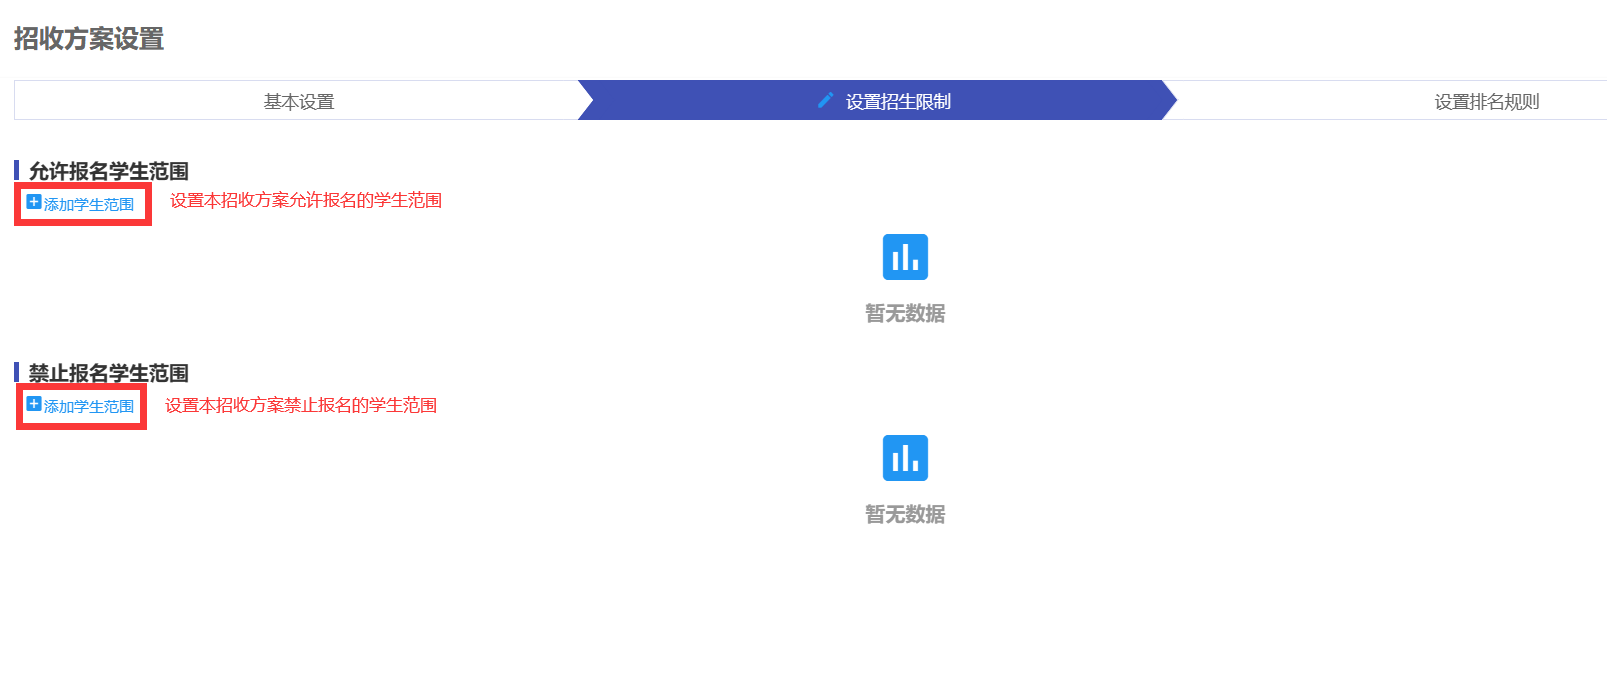 招收方案设置
基本设置
设置招生限制
设置排名规则
允许报名学生范围
添加学生范围
设置本招收方案允许报名的学生范围
暂无数据
禁止报名学生范围
添加学生范围
设置本招收方案禁止报名的学生范围
暂无数据